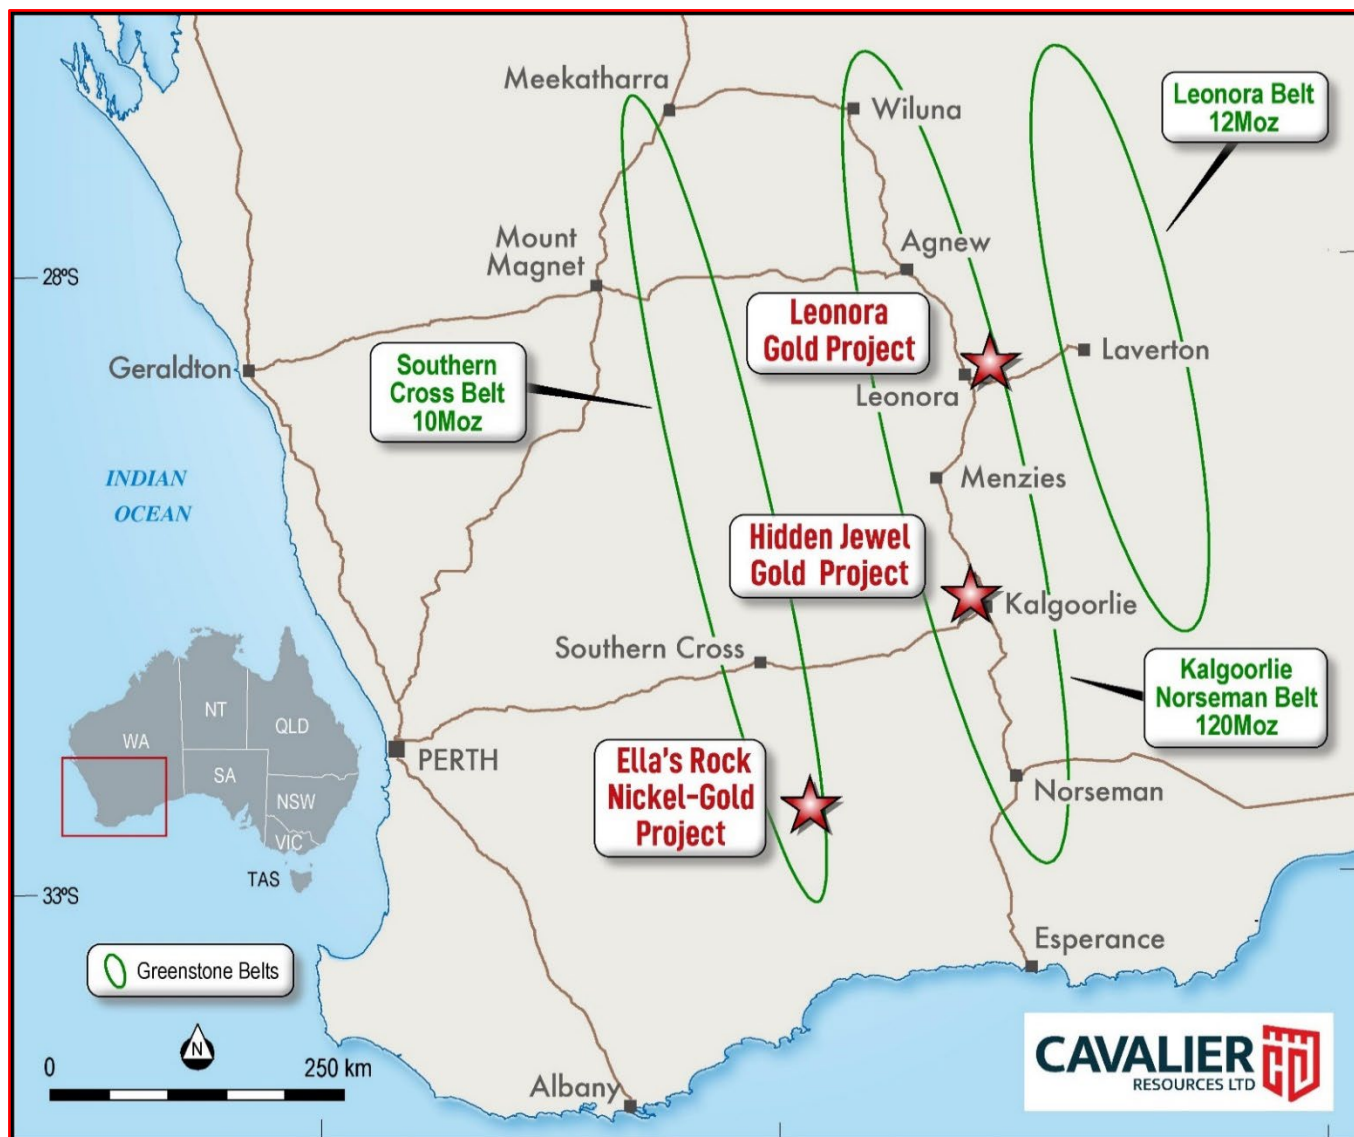 Meekatharra
Wiluna
Leonora Belt
12Moz
Mount
Magnet
Agnew
28ºS
Leonora
Gold Project
Geraldton
Southern
Cross Belt
10Moz
Laverton
Leonora
INDIAN
OCEAN
Menzies
Hidden Jewel
Gold Project
Kalgoorlie
Southern Cross
Kalgoorlie
Norseman Belt
120Moz
NT
QLD
WA
SA
NSW
VIC
TAS
PERTH
Ella's Rock
Nickel-Gold
Project
Norseman
33ºS
Esperance
Greenstone Belts
N
0
250 km
Albany
CAVALIER
RESOURCES LTD